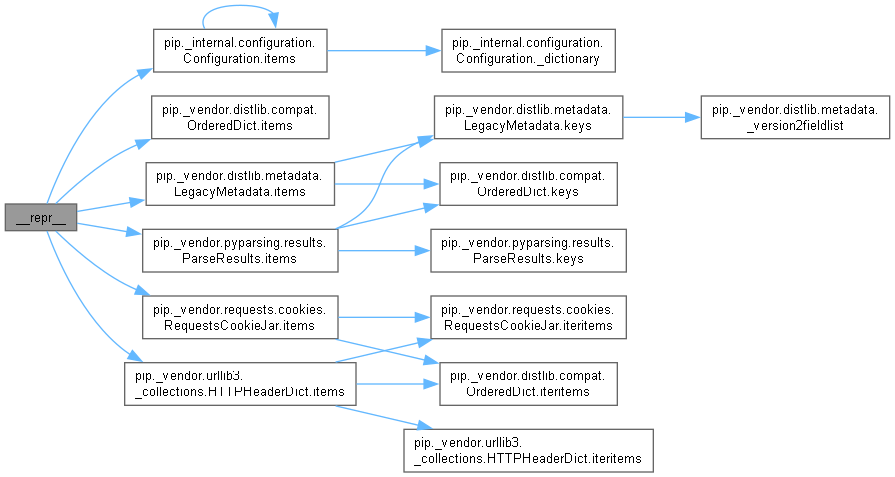 pip._internal.configuration.
Configuration.items
pip._internal.configuration.
Configuration._dictionary
pip._vendor.distlib.compat.
OrderedDict.items
pip._vendor.distlib.metadata.
LegacyMetadata.keys
pip._vendor.distlib.metadata.
_version2fieldlist
pip._vendor.distlib.metadata.
LegacyMetadata.items
pip._vendor.distlib.compat.
OrderedDict.keys
__repr__
pip._vendor.pyparsing.results.
ParseResults.items
pip._vendor.pyparsing.results.
ParseResults.keys
pip._vendor.requests.cookies.
RequestsCookieJar.items
pip._vendor.requests.cookies.
RequestsCookieJar.iteritems
pip._vendor.urllib3.
_collections.HTTPHeaderDict.items
pip._vendor.distlib.compat.
OrderedDict.iteritems
pip._vendor.urllib3.
_collections.HTTPHeaderDict.iteritems